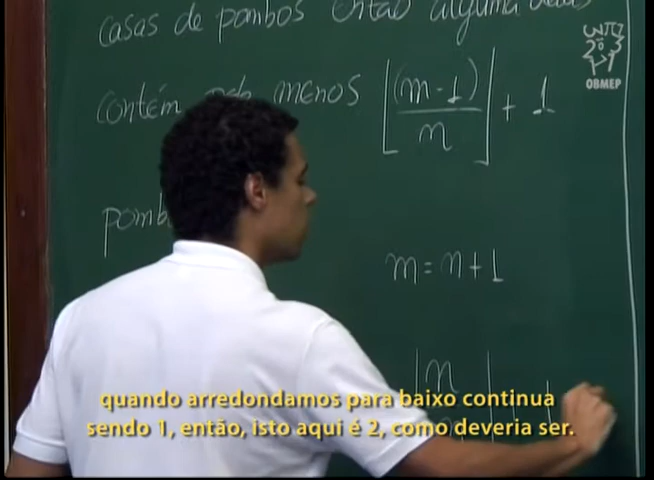 casas de pombos então alguma delas
contém pelo menos ⌊(m-1)/n⌋ + 1
OBMEP
m = n+1
quando arredondamos para baixo continua
sendo 1, então, isto aqui é 2, como deveria ser.